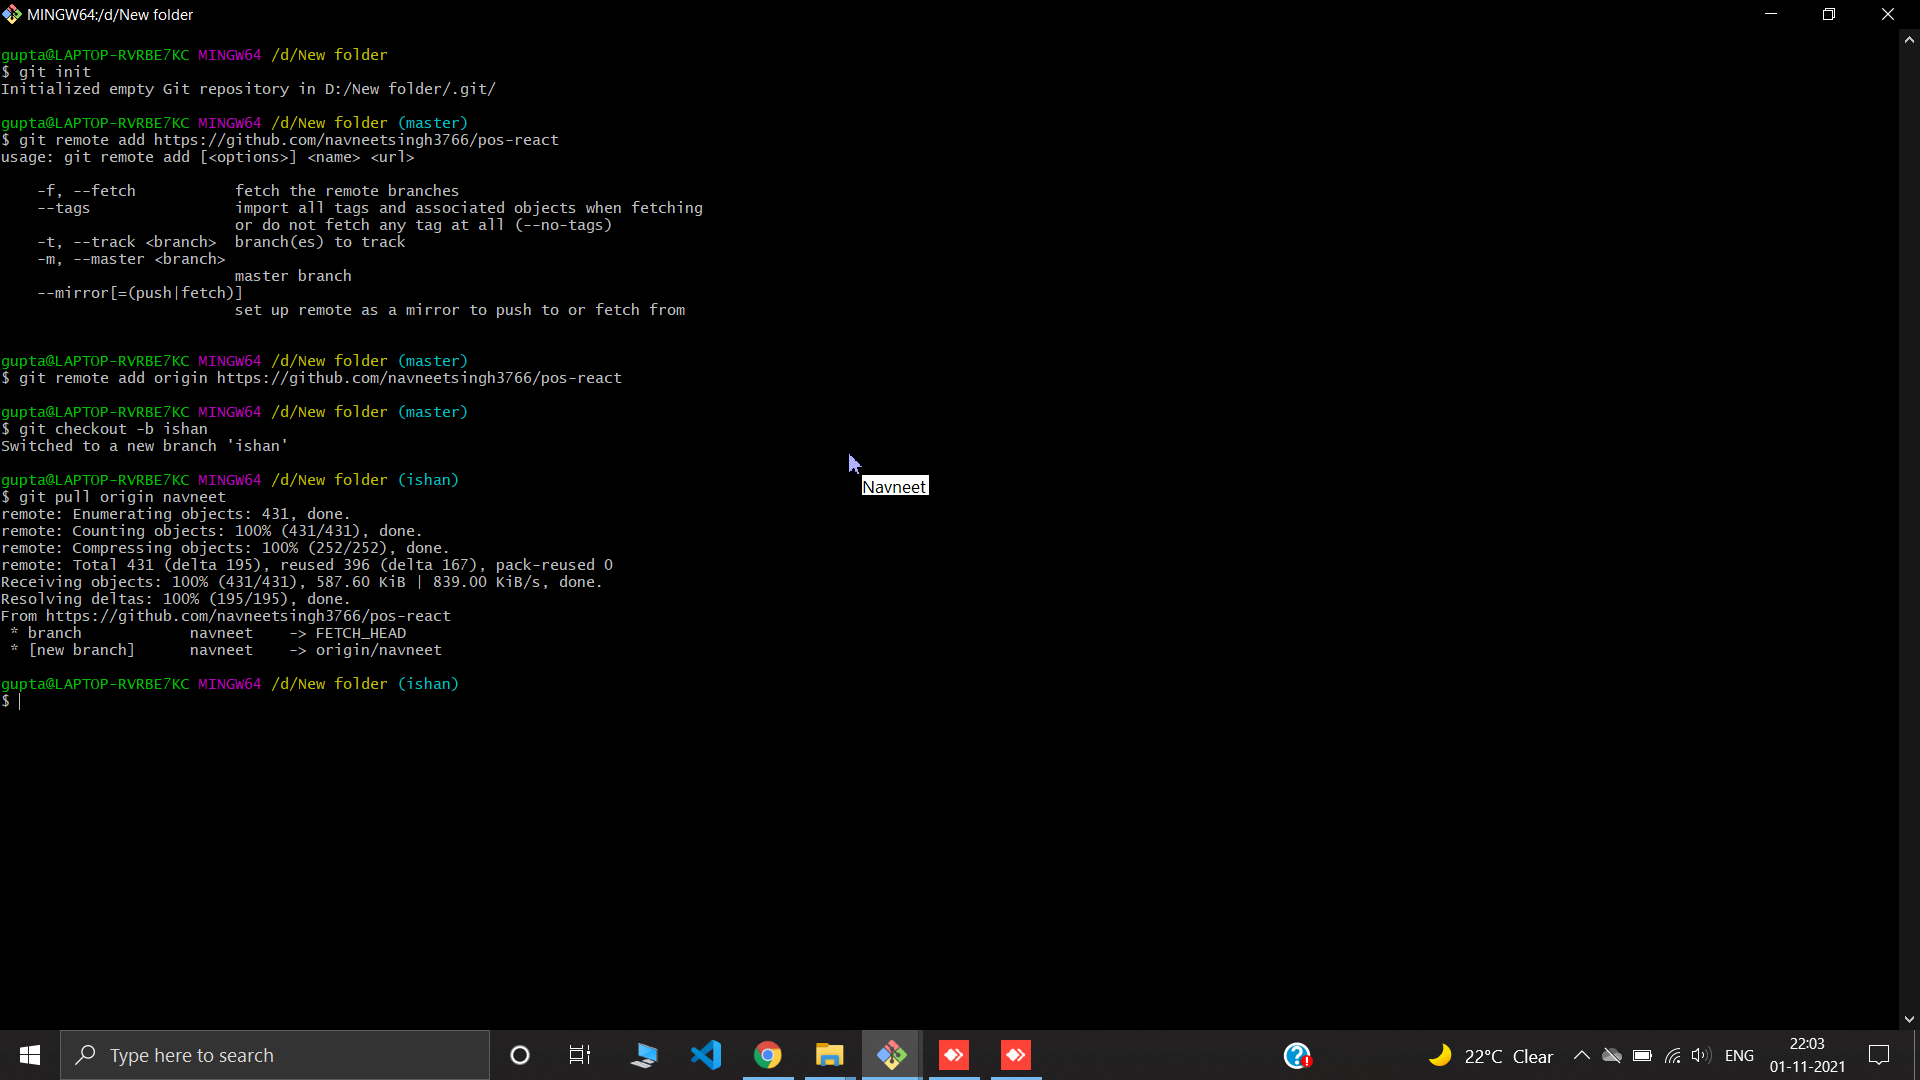 MINGW64:/d/New folder
gupta@LAPTOP-RVRBE7KC MINGW64 /d/New folder
$ git init
Initialized empty Git repository in D:/New folder/.git/
gupta@LAPTOP-RVRBE7KC MINGW64 /d/New folder (master)
$ git remote add https://github.com/navneetsingh3766/pos-react
usage: git remote add [<options>] <name> <url>
-f, --fetch fetch the remote branches
--tags import all tags and associated objects when fetching
or do not fetch any tag at all (--no-tags)
-t, --track <branch> branch(es) to track
-m, --master <branch>
master branch
--mirror[=(push|fetch)]
set up remote as a mirror to push to or fetch from
gupta@LAPTOP-RVRBE7KC MINGW64 /d/New folder (master)
$ git remote add origin https://github.com/navneetsingh3766/pos-react
gupta@LAPTOP-RVRBE7KC MINGW64 /d/New folder (master)
$ git checkout -b ishan
Switched to a new branch 'ishan'
gupta@LAPTOP-RVRBE7KC MINGW64 /d/New folder (ishan)
$ git pull origin navneet
remote: Enumerating objects: 431, done.
remote: Counting objects: 100% (431/431), done.
remote: Compressing objects: 100% (252/252), done.
remote: Total 431 (delta 195), reused 396 (delta 167), pack-reused 0
Receiving objects: 100% (431/431), 587.60 KiB | 839.00 KiB/s, done.
Resolving deltas: 100% (195/195), done.
From https://github.com/navneetsingh3766/pos-react
* branch navneet -> FETCH_HEAD
* [new branch] navneet -> origin/navneet
gupta@LAPTOP-RVRBE7KC MINGW64 /d/New folder (ishan)
$
Navneet
Type here to search
22°C Clear
ENG
22:03
01-11-2021